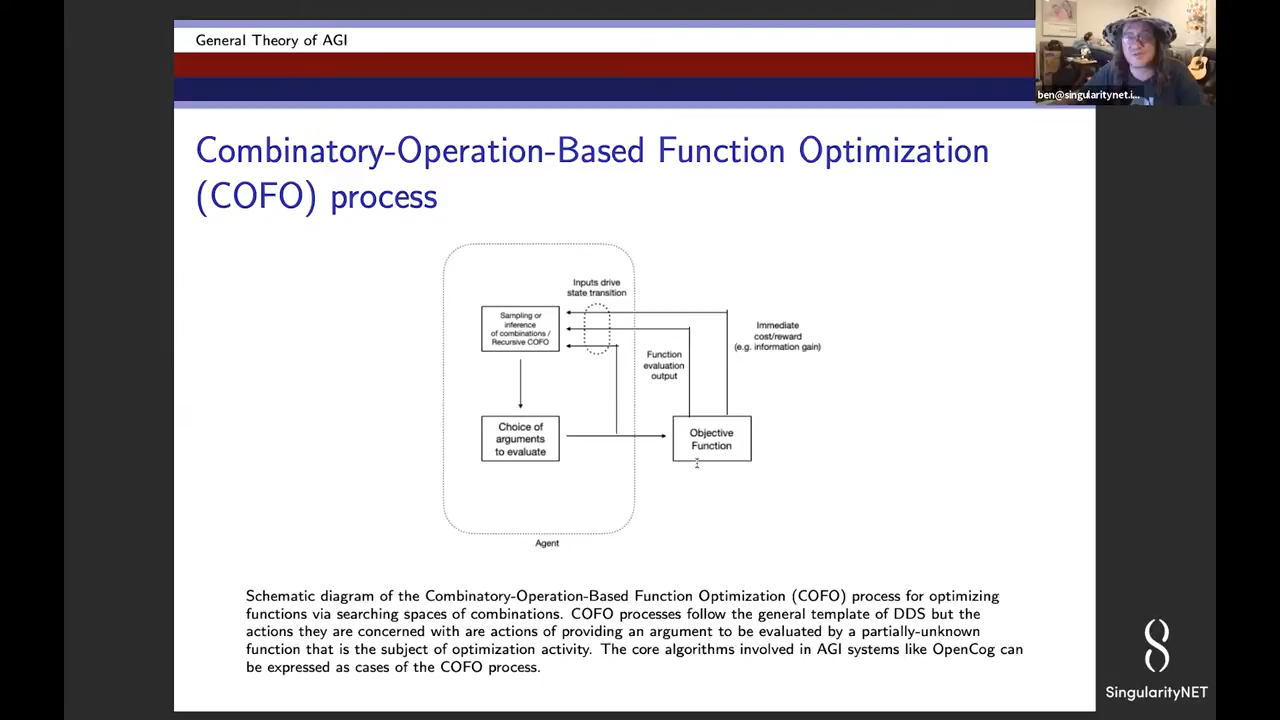 General Theory of AGI
ben@singularitynet.i...
Combinatory-Operation-Based Function Optimization
(COFO) process
Inputs drive
state transition
Sampling or
inference
of combinations /
Recursive COFO
Immediate
cost/reward
(e.g. information gain)
Function
evaluation
output
Choice of
arguments
to evaluate
Objective
Function
Agent
Schematic diagram of the Combinatory-Operation-Based Function Optimization (COFO) process for optimizing
functions via searching spaces of combinations. COFO processes follow the general template of DDS but the
actions they are concerned with are actions of providing an argument to be evaluated by a partially-unknown
function that is the subject of optimization activity. The core algorithms involved in AGI systems like OpenCog can
be expressed as cases of the COFO process.
SingularityNET